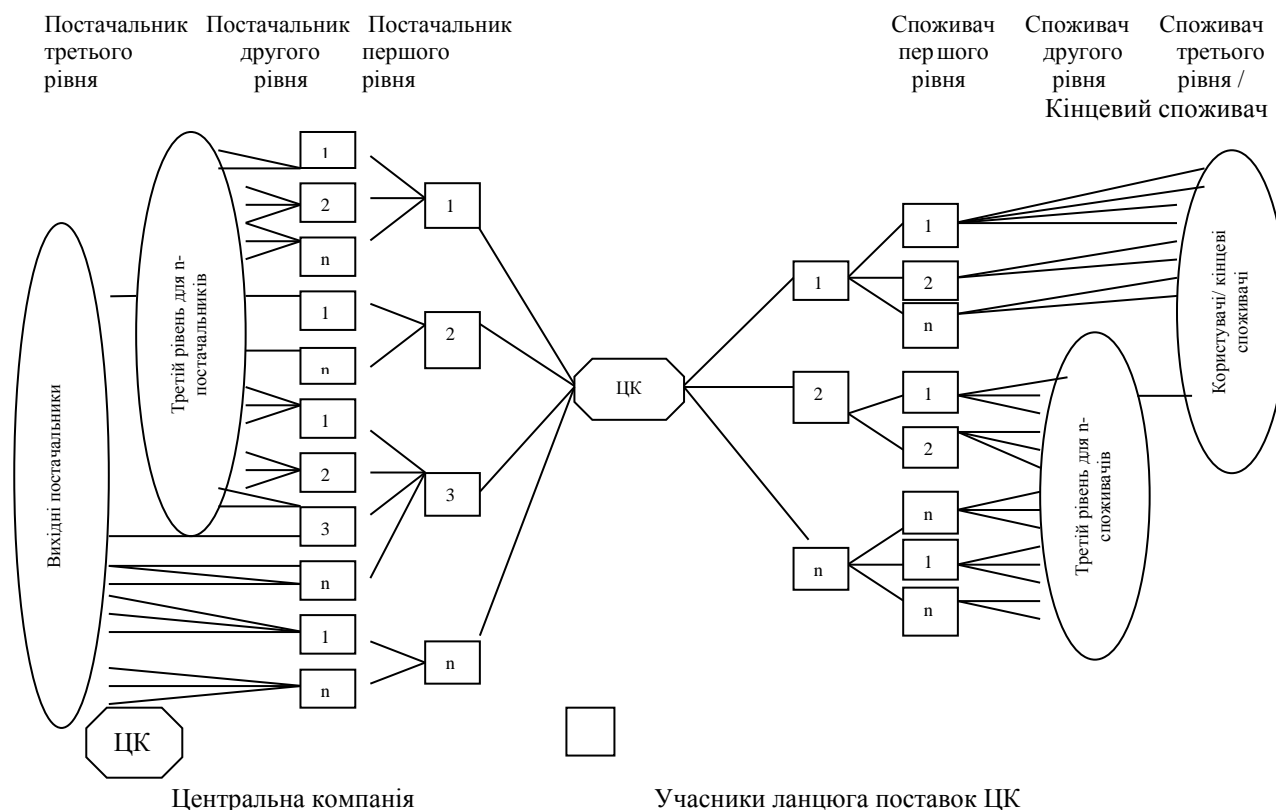 Постачальник третього рівня
Постачальник другого рівня
Постачальник першого рівня
Споживач першого рівня
Споживач другого рівня
Споживач третього рівня /
Кінцевий споживач
Вихідні постачальники
Третій рівень для n-
постачальників
1
2
n
1
n
1
2
3
n
1
n
1
2
3
n
ЦК
1
2
n
1
2
n
1
2
n
1
n
Третій рівень для n-
споживачів
Користувачі/ кінцеві
споживачі
ЦК
Центральна компанія
Учасники ланцюга поставок ЦК